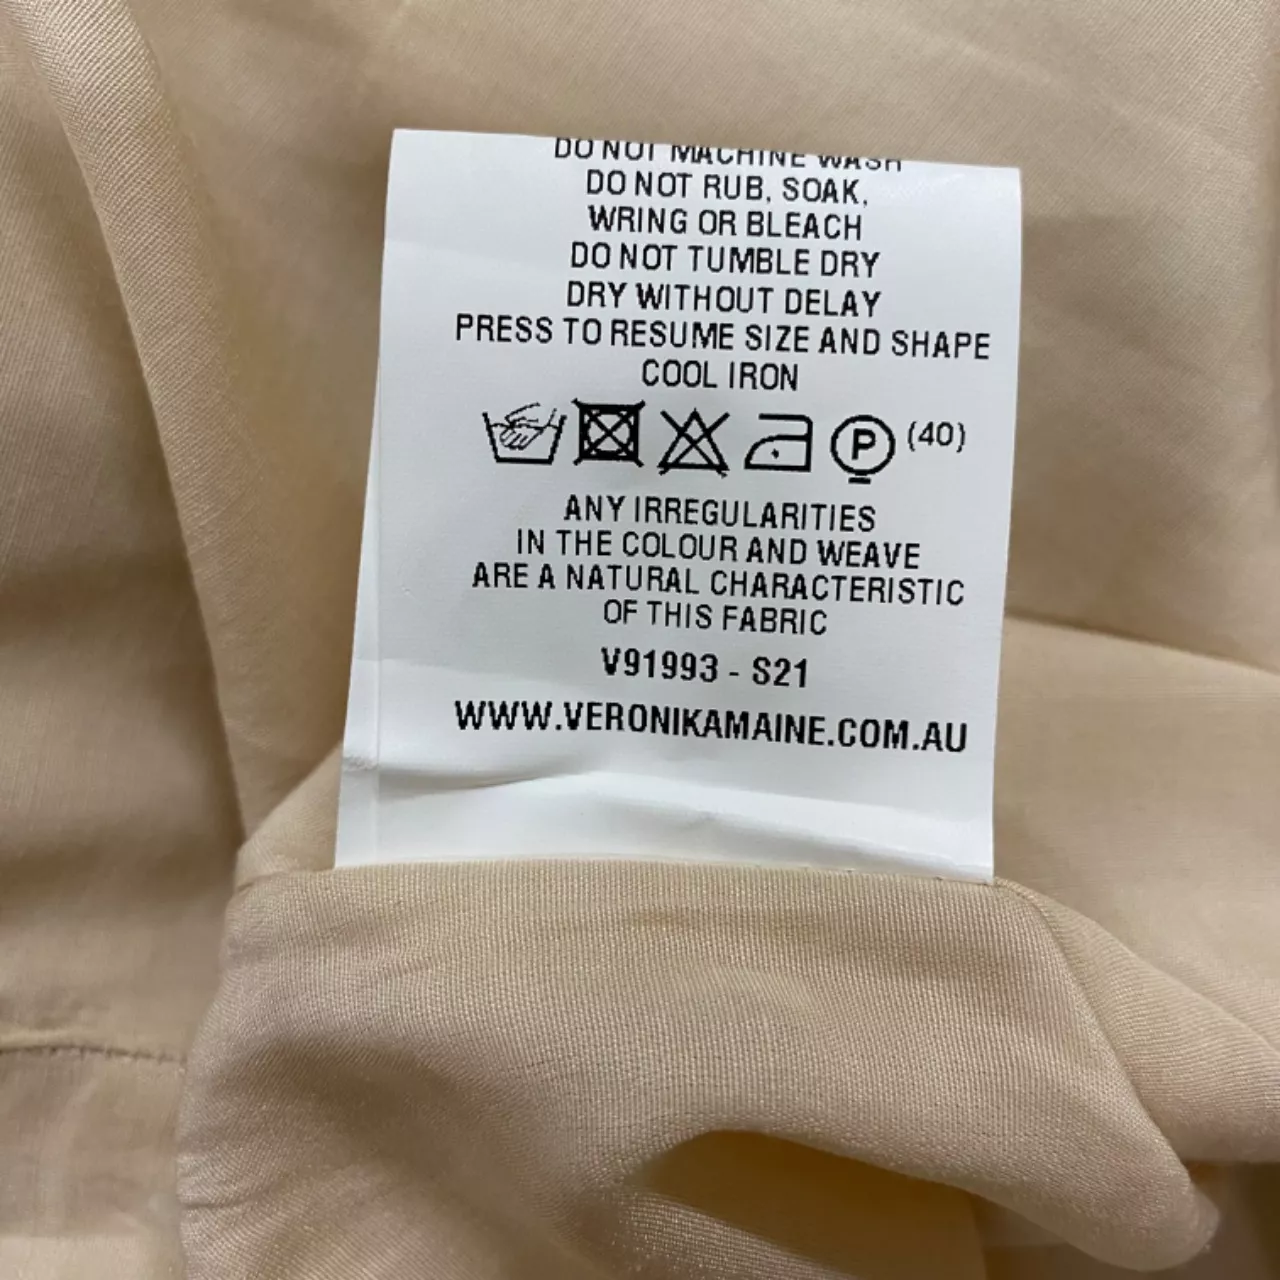 DO NOT MACHINE WASH
DO NOT RUB, SOAK,
WRING OR BLEACH
DO NOT TUMBLE DRY
DRY WITHOUT DELAY
PRESS TO RESUME SIZE AND SHAPE
COOL IRON
P (40)
ANY IRREGULARITIES
IN THE COLOUR AND WEAVE
ARE A NATURAL CHARACTERISTIC
OF THIS FABRIC
V91993 - S21
WWW.VERONIKAMAINE.COM.AU